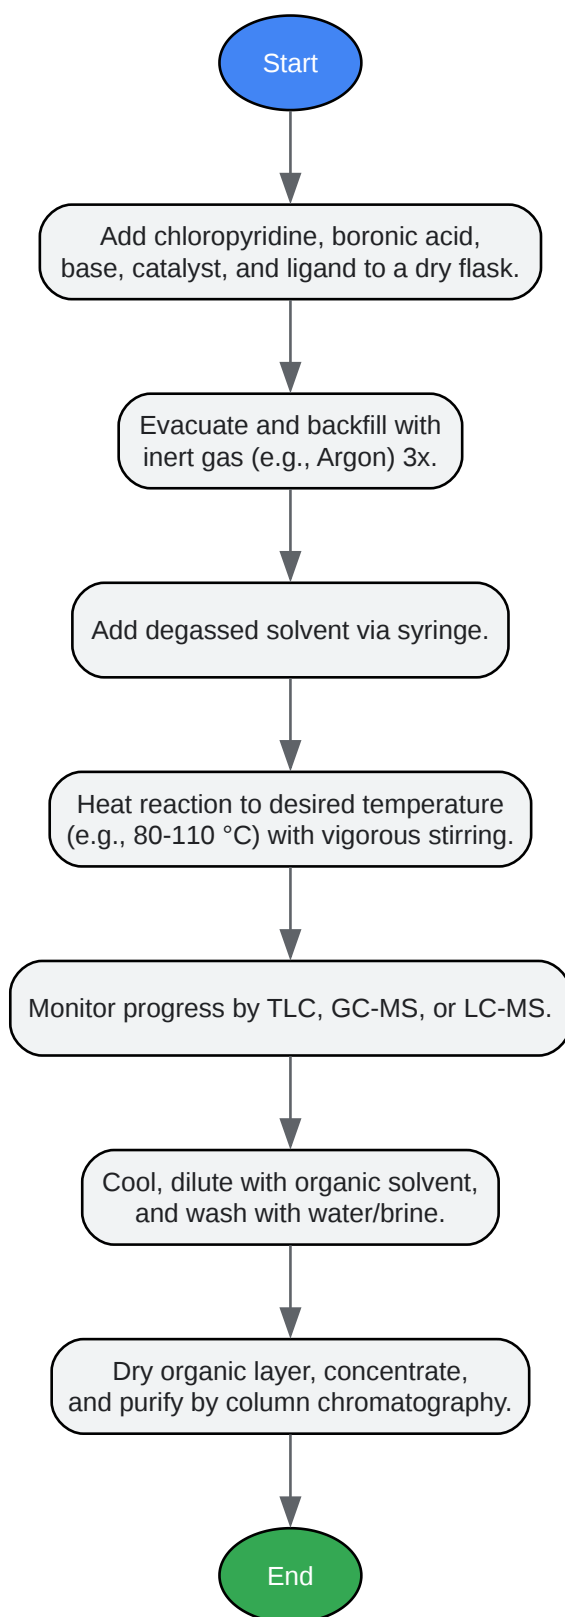 Start
Add chloropyridine, boronic acid,
base, catalyst, and ligand to a dry flask.
Evacuate and backfill with
inert gas (e.g., Argon) 3x.
Add degassed solvent via syringe.
Heat reaction to desired temperature
(e.g., 80-110 °C) with vigorous stirring.
Monitor progress by TLC, GC-MS, or LC-MS.
Cool, dilute with organic solvent,
and wash with water/brine.
Dry organic layer, concentrate,
and purify by column chromatography.
End